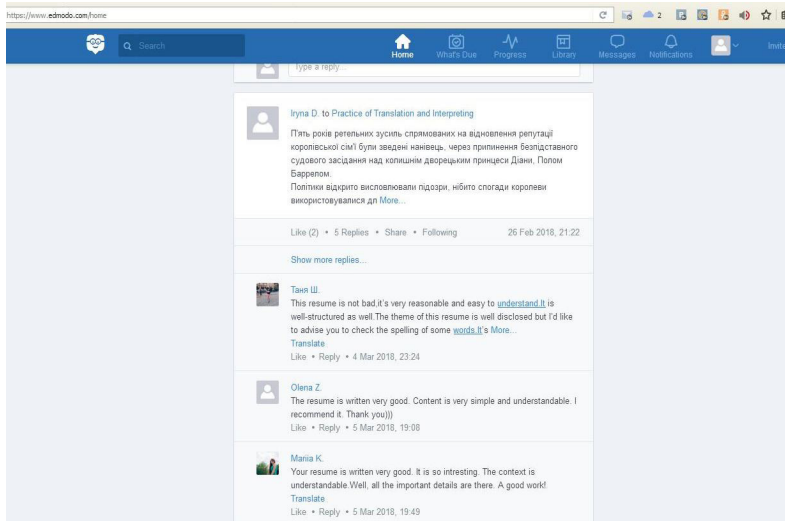 https://www.edmodo.com/home
2
Search
Home
What's Due
Progress
Library
Messages
Notifications
Invite
Type a reply...
Iryna D. to Practice of Translation and Interpreting
П'ять років ретельних зусиль спрямованих на відновлення репутації
королівської сім'ї були зведені нанівець, через припинення безпідставного
судового засідання над колишнім дворецьким принцеси Діани, Полом
Баррелом.
Політики відкрито висловлювали підозри, нібито спогади королеви
використовувалися дл More...
Like (2) • 5 Replies • Share • Following 26 Feb 2018, 21:22
Show more replies...
Таня Ш.
This resume is not bad,it's very reasonable and easy to understand.It is
well-structured as well.The theme of this resume is well disclosed but I'd like
to advise you to check the spelling of some words.It's More...
Translate
Like • Reply • 4 Mar 2018, 23:24
Olena Z.
The resume is written very good. Content is very simple and understandable. I
recommend it. Thank you)))
Like • Reply • 5 Mar 2018, 19:08
Mariia K.
Your resume is written very good. It is so intresting. The context is
understandable.Well, all the important details are there. A good work!
Translate
Like • Reply • 5 Mar 2018, 19:49